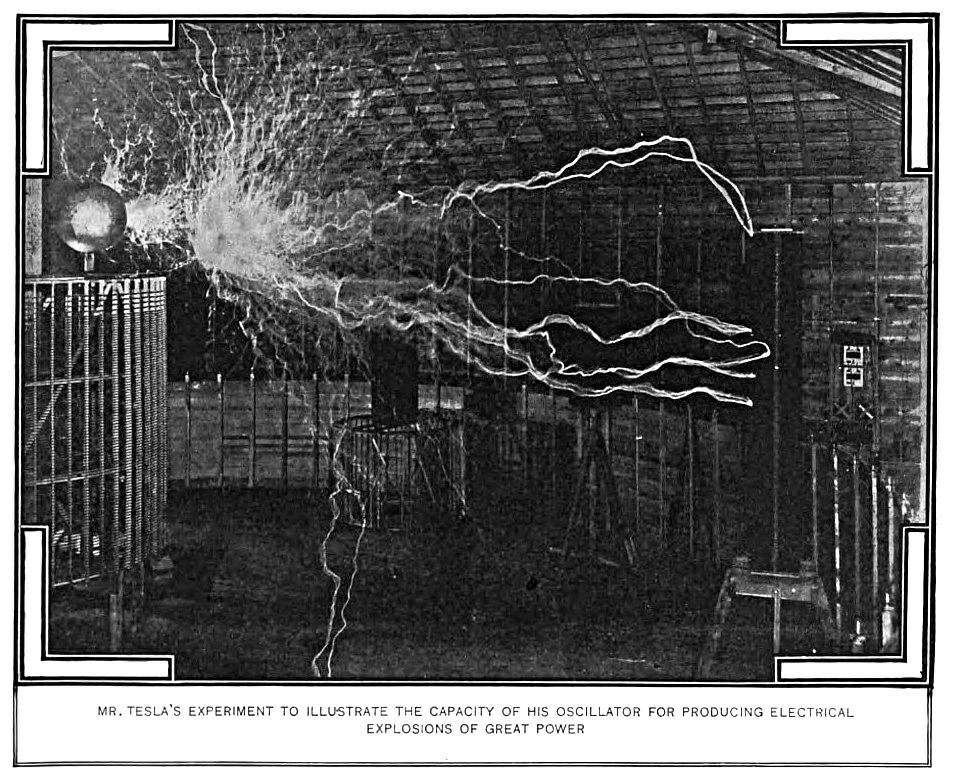 MR. TESLA'S EXPERIMENT TO ILLUSTRATE THE CAPACITY OF HIS OSCILLATOR FOR PRODUCING ELECTRICAL
EXPLOSIONS OF GREAT POWER